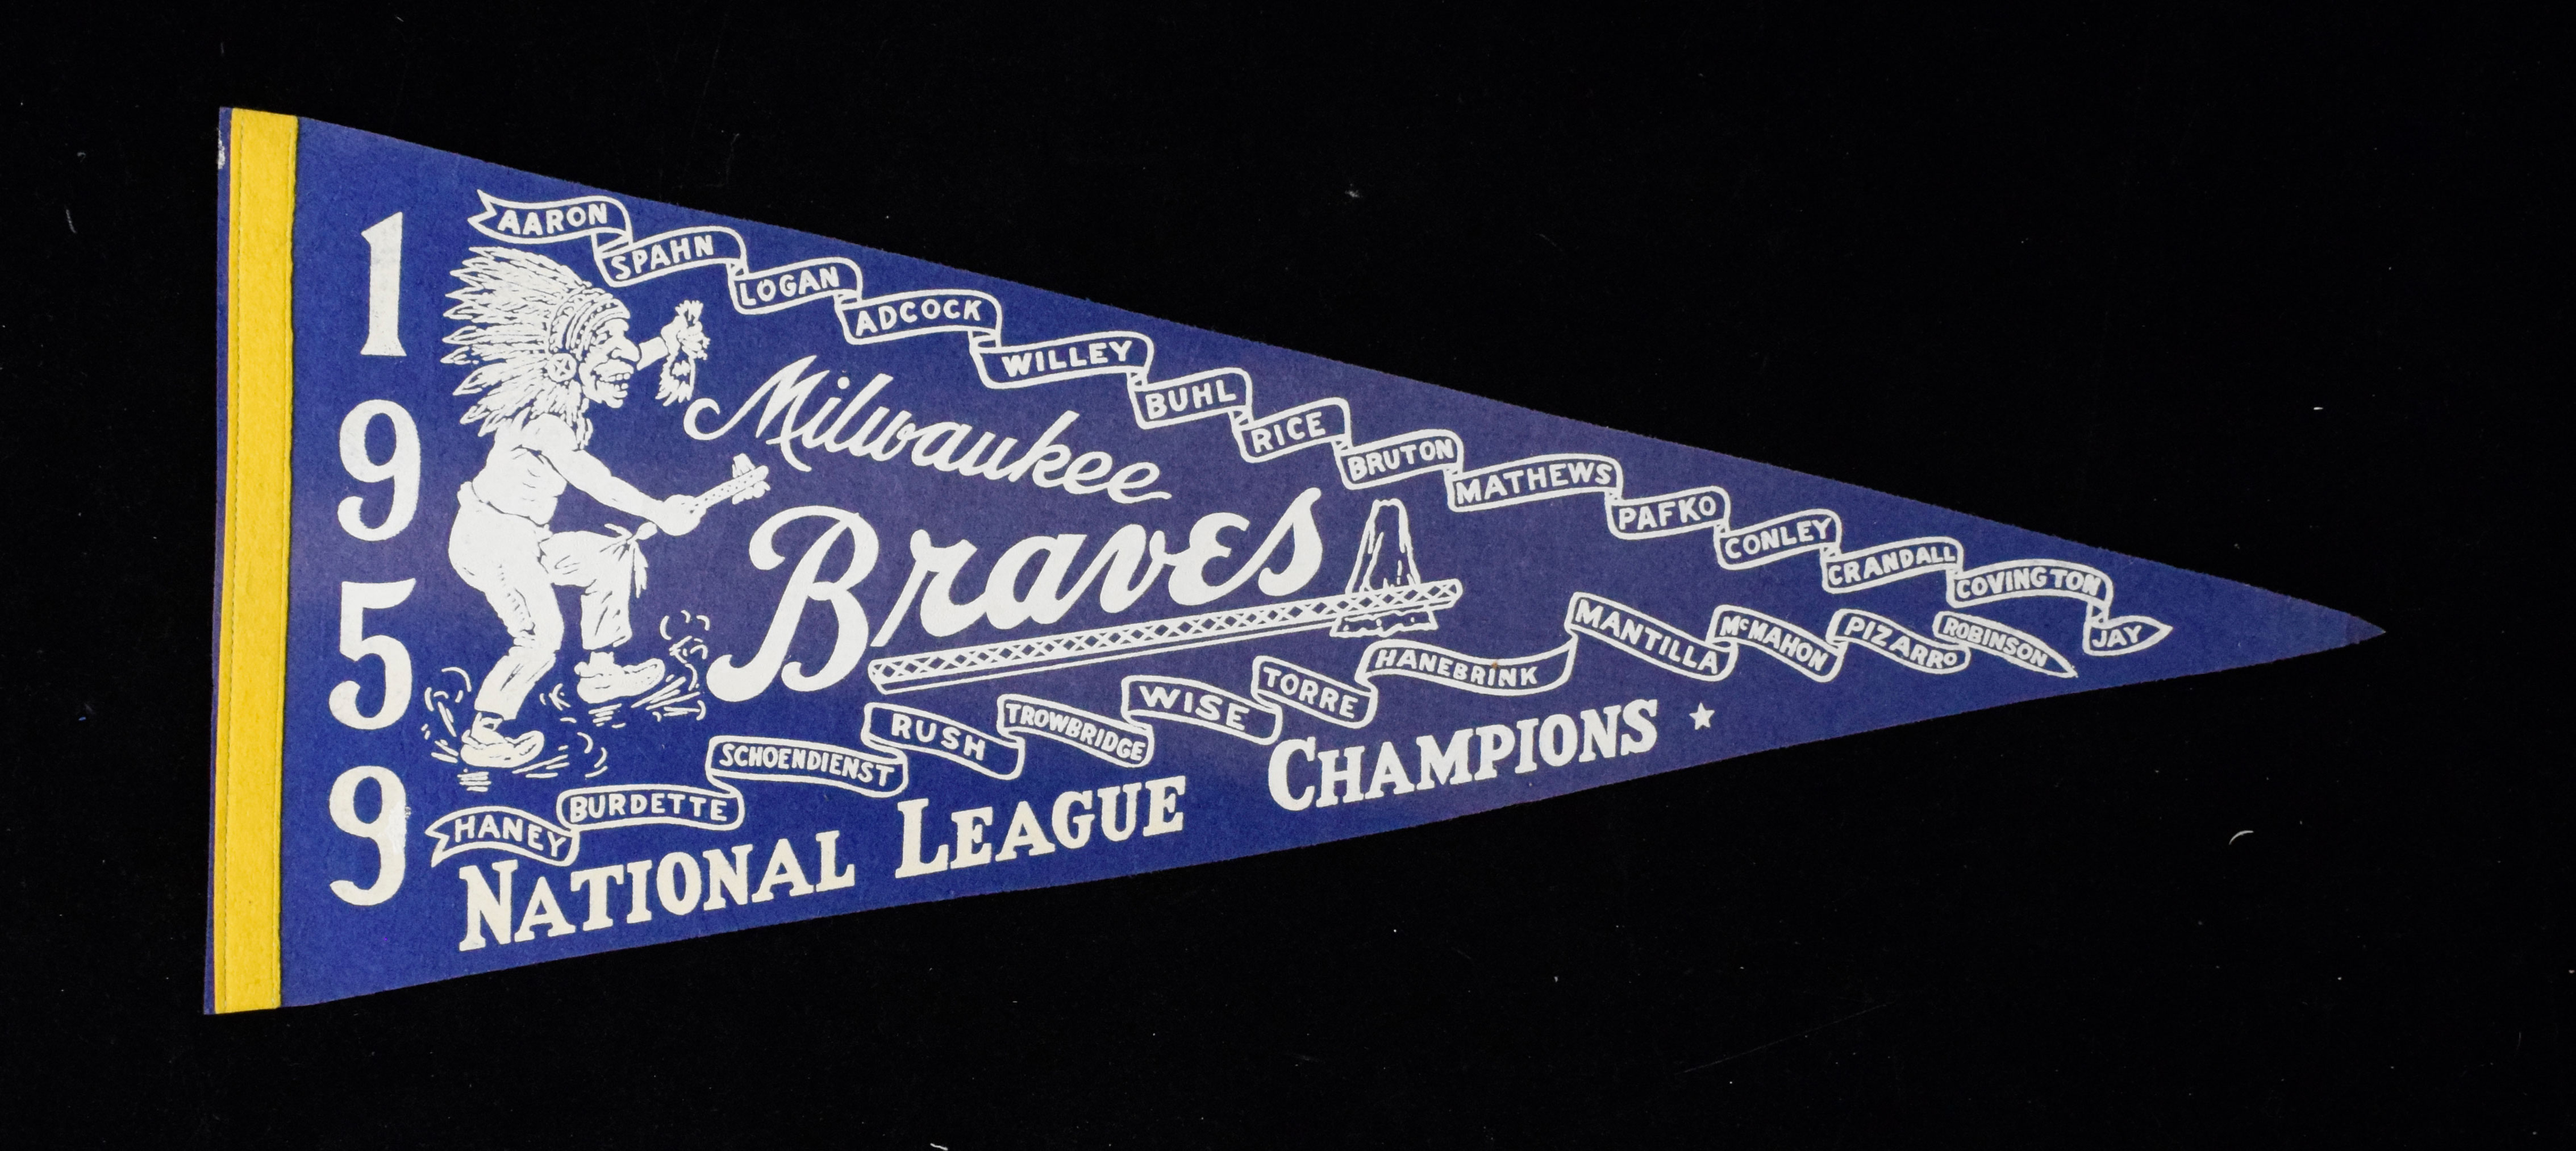 1959
AARON
SPAHN
LOGAN
ADCOCK
WILLEY
BUHL
RICE
BRUTON
MATHEWS
PAFKO
CONLEY
CRANDALL
COVINGTON
JAY
Milwaukee
Braves
HANEY
BURDETTE
SCHOENDIENST
RUSH
TROWBRIDGE
WISE
TORRE
HANEBRINK
MANTILLA
McMAHON
PIZARRO
ROBINSON
NATIONAL LEAGUE CHAMPIONS